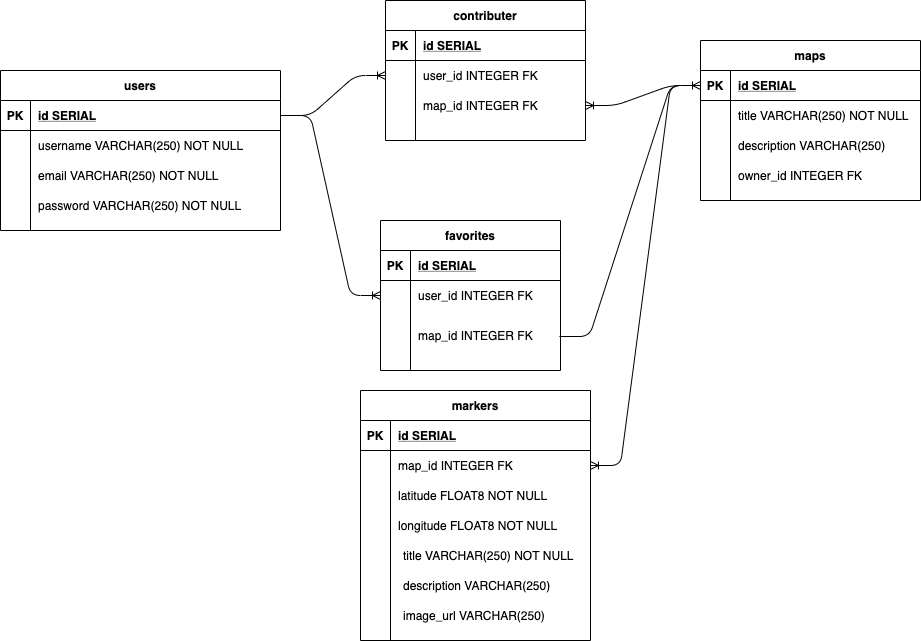 contributer
PK id SERIAL
user_id INTEGER FK
map_id INTEGER FK
maps
PK id SERIAL
title VARCHAR(250) NOT NULL
description VARCHAR(250)
owner_id INTEGER FK
users
PK id SERIAL
username VARCHAR(250) NOT NULL
email VARCHAR(250) NOT NULL
password VARCHAR(250) NOT NULL
favorites
PK id SERIAL
user_id INTEGER FK
map_id INTEGER FK
markers
PK id SERIAL
map_id INTEGER FK
latitude FLOAT8 NOT NULL
longitude FLOAT8 NOT NULL
title VARCHAR(250) NOT NULL
description VARCHAR(250)
image_url VARCHAR(250)